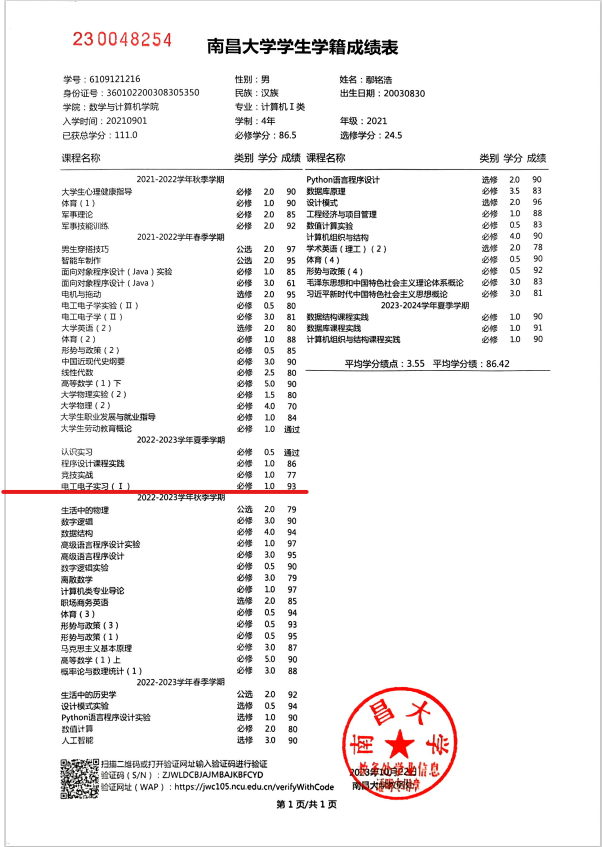 230048254
南昌大学学生学籍成绩表
学号：6109121216 性别：男 姓名：鄢铭浩
身份证号：360102200308305350 民族：汉族 出生日期：20030830
学院：数学与计算机学院 专业：计算机Ⅰ类
入学时间：20210901 学制：4年 年级：2021
已获总学分：111.0 必修学分：86.5 选修学分：24.5
课程名称 类别 学分 成绩
2021-2022学年秋季学期
大学生心理健康指导 必修 2.0 90
体育(1) 必修 1.0 90
军事理论 必修 2.0 85
军事技能训练 必修 2.0 92
2021-2022学年春季学期
男生穿搭技巧 公选 2.0 97
智能车制作 公选 2.0 95
面向对象程序设计(Java)实验 必修 1.0 85
面向对象程序设计(Java) 必修 3.0 61
电机与拖动 选修 2.0 95
电工电子学实验(Ⅱ) 必修 0.5 80
电工电子学(Ⅱ) 必修 3.0 81
大学英语(2) 选修 2.0 80
体育(2) 必修 1.0 88
形势与政策(2) 必修 0.5 85
中国近现代史纲要 必修 3.0 90
线性代数 必修 2.5 80
高等数学(1)下 必修 5.0 90
大学物理实验(2) 必修 1.5 80
大学物理(2) 必修 4.0 70
大学生职业发展与就业指导 必修 1.0 84
大学生劳动教育概论 必修 1.0 通过
2022-2023学年夏季学期
认识实习 必修 0.5 通过
程序设计课程实践 必修 1.0 86
竞技实战 必修 1.0 77
电工电子实习(Ⅰ) 必修 1.0 93
2022-2023学年秋季学期
生活中的物理 公选 2.0 79
数字逻辑 必修 3.0 90
数据结构 必修 4.0 94
高级语言程序设计实验 必修 1.0 97
高级语言程序设计 必修 3.0 95
数字逻辑实验 必修 0.5 90
离散数学 必修 3.0 79
计算机类专业导论 必修 1.0 97
职场商务英语 选修 2.0 85
体育(3) 必修 0.5 94
形势与政策(3) 必修 0.5 93
形势与政策(1) 必修 0.5 95
马克思主义基本原理 必修 3.0 87
高等数学(1)上 必修 5.0 90
概率论与数理统计(1) 必修 3.0 88
2022-2023学年春季学期
生活中的历史学 公选 2.0 92
设计模式实验 选修 0.5 94
Python语言程序设计实验 选修 1.0 90
数值计算 必修 2.0 80
人工智能 选修 3.0 90
课程名称 类别 学分 成绩
Python语言程序设计 选修 2.0 90
数据库原理 必修 3.5 83
设计模式 选修 2.0 96
工程经济与项目管理 必修 1.0 88
数值计算实验 必修 0.5 83
计算机组织与结构 必修 4.0 90
学术英语(理工)(2) 选修 2.0 78
体育(4) 必修 0.5 90
形势与政策(4) 必修 0.5 92
毛泽东思想和中国特色社会主义理论体系概论 必修 3.0 83
习近平新时代中国特色社会主义思想概论 必修 3.0 81
2023-2024学年夏季学期
数据结构课程实践 必修 1.0 90
数据库课程实践 必修 1.0 91
计算机组织与结构课程实践 必修 1.0 90
平均学分绩点：3.55 平均学分绩：86.42
南昌大学
2023年10月22日
南昌大学教务处
扫描二维码或打开验证网址输入验证码进行验证
验证码(S/N)：ZJWLDCBJAJMBAJKBFCYD
验证网址(WAP)：https://jwc105.ncu.edu.cn/verifyWithCode
第1页/共1页